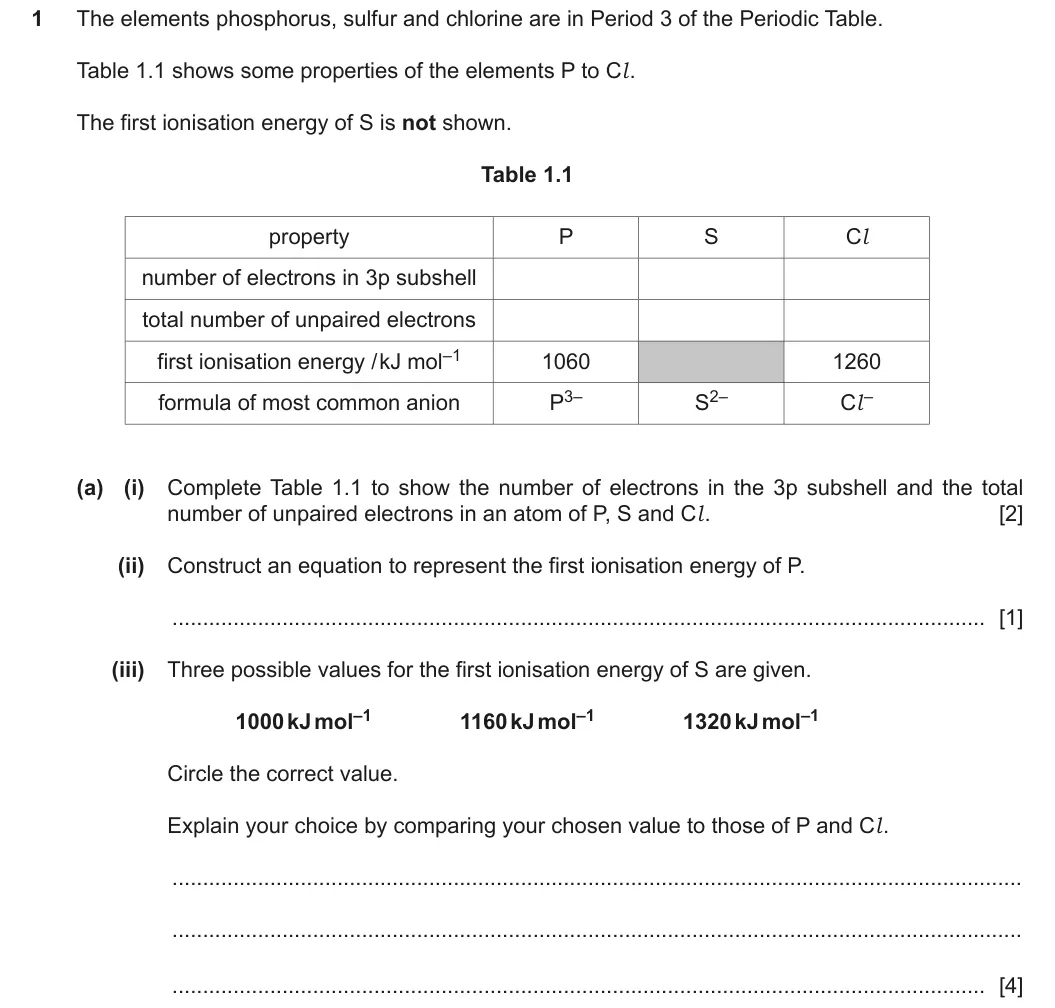 1 The elements phosphorus, sulfur and chlorine are in Period 3 of the Periodic Table.
Table 1.1 shows some properties of the elements P to Cl.
The first ionisation energy of S is not shown.
Table 1.1
property P S Cl
number of electrons in 3p subshell
total number of unpaired electrons
first ionisation energy / kJ mol⁻¹ 1060 1260
formula of most common anion P³⁻ S²⁻ Cl⁻
(a) (i) Complete Table 1.1 to show the number of electrons in the 3p subshell and the total
number of unpaired electrons in an atom of P, S and Cl. [2]
(ii) Construct an equation to represent the first ionisation energy of P.
............................................................................................................................................ [1]
(iii) Three possible values for the first ionisation energy of S are given.
1000 kJ mol⁻¹ 1160 kJ mol⁻¹ 1320 kJ mol⁻¹
Circle the correct value.
Explain your choice by comparing your chosen value to those of P and Cl.
..................................................................................................................................................
..................................................................................................................................................
............................................................................................................................................ [4]